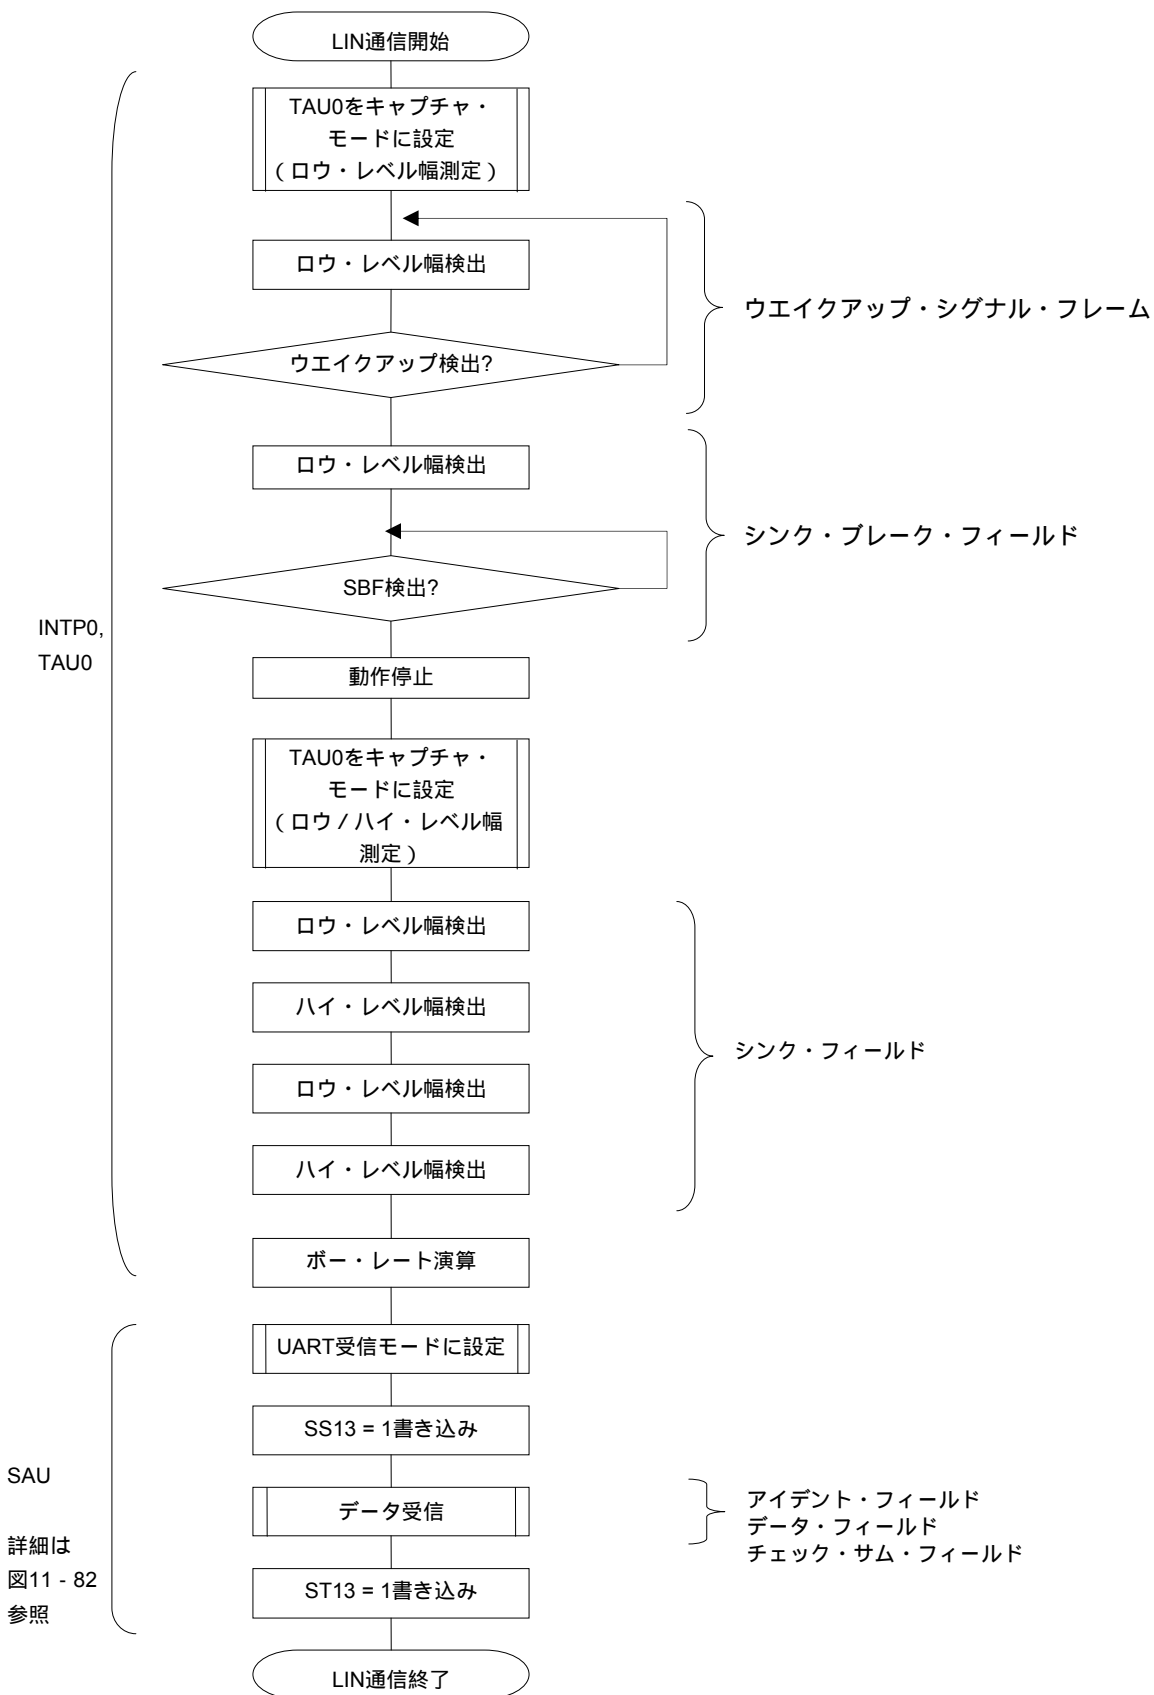 LIN通信開始
TAU0をキャプチャ・
モードに設定
(ロウ・レベル幅測定)
ロウ・レベル幅検出
ウエイクアップ検出?
ウエイクアップ・シグナル・フレーム
ロウ・レベル幅検出
SBF検出?
シンク・ブレーク・フィールド
INTP0,
TAU0
動作停止
TAU0をキャプチャ・
モードに設定
(ロウ/ハイ・レベル幅
測定)
ロウ・レベル幅検出
ハイ・レベル幅検出
ロウ・レベル幅検出
ハイ・レベル幅検出
シンク・フィールド
ボー・レート演算
UART受信モードに設定
SS13 = 1書き込み
データ受信
アイデント・フィールド
データ・フィールド
チェック・サム・フィールド
ST13 = 1書き込み
SAU
詳細は
図11 - 82
参照
LIN通信終了